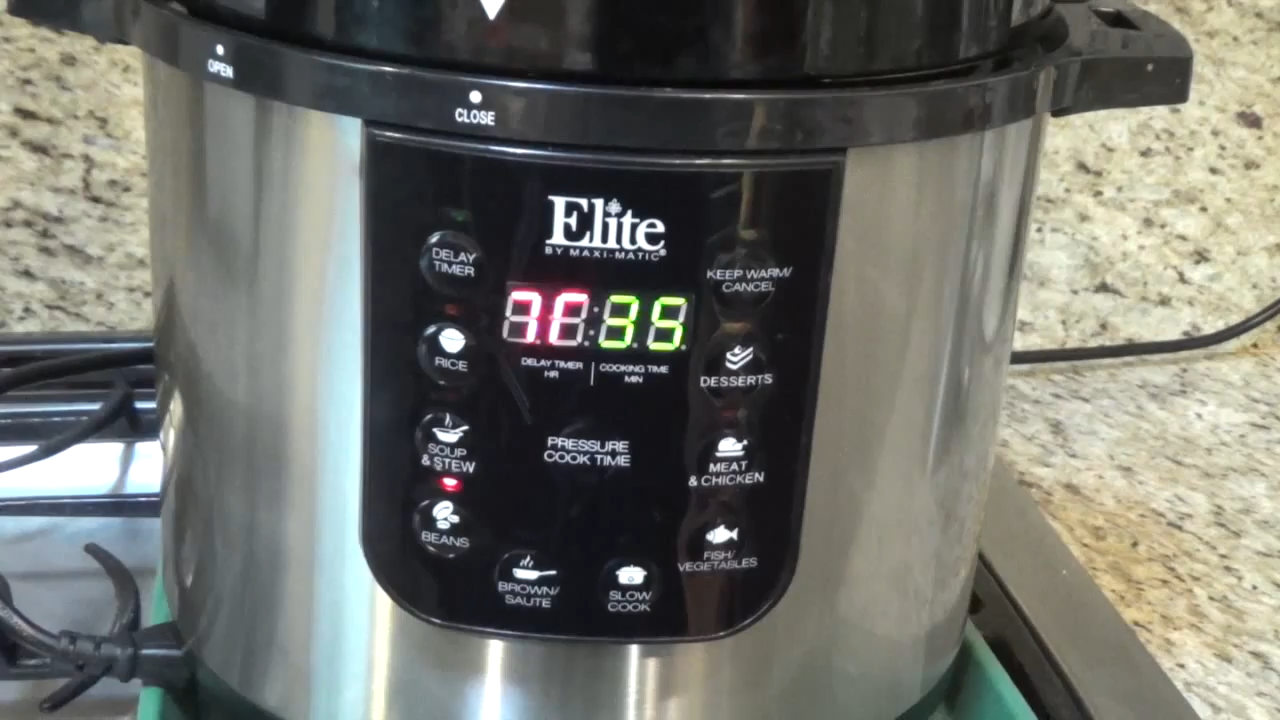 OPEN
CLOSE
Elite
BY MAXI-MATIC®
DELAY
TIMER
KEEP WARM/
CANCEL
35
DELAY TIMER
HR
COOKING TIME
MIN
RICE
DESSERTS
PRESSURE
COOK TIME
SOUP
& STEW
MEAT
& CHICKEN
BEANS
FISH/
VEGETABLES
BROWN/
SAUTE
SLOW
COOK